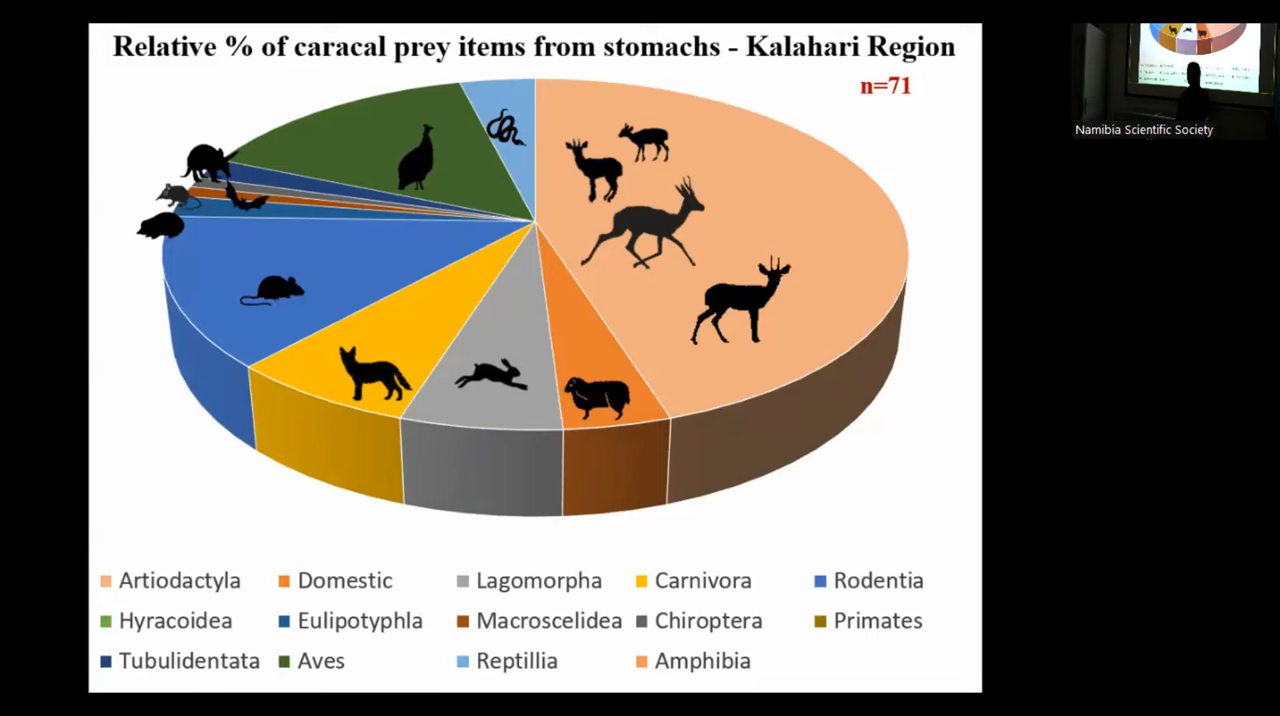 Relative % of caracal prey items from stomachs - Kalahari Region
n=71
Namibia Scientific Society
Artiodactyla Domestic Lagomorpha Carnivora Rodentia
Hyracoidea Eulipotyphla Macroscelidea Chiroptera Primates
Tubulidentata Aves Reptillia Amphibia